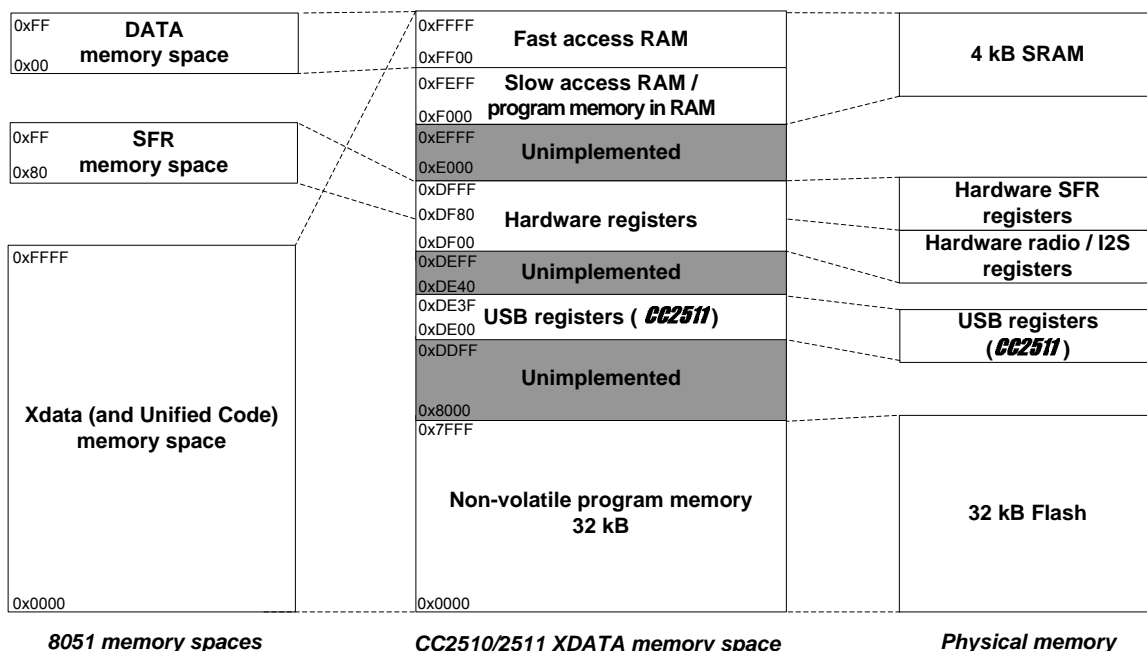 0xFF
DATA
memory space
0x00
0xFF
SFR
memory space
0x80
0xFFFF
Xdata (and Unified Code)
memory space
0x0000
8051 memory spaces
0xFFFF
Fast access RAM
0xFF00
0xFEFF
Slow access RAM /
program memory in RAM
0xF000
0xEFFF
Unimplemented
0xE000
0xDFFF
0xDF80
Hardware registers
0xDF00
0xDEFF
Unimplemented
0xDE40
0xDE3F
USB registers ( CC2511 )
0xDE00
0xDDFF
Unimplemented
0x8000
0x7FFF
Non-volatile program memory
32 kB
0x0000
CC2510/2511 XDATA memory space
4 kB SRAM
Hardware SFR
registers
Hardware radio / I2S
registers
USB registers
(CC2511 )
32 kB Flash
Physical memory